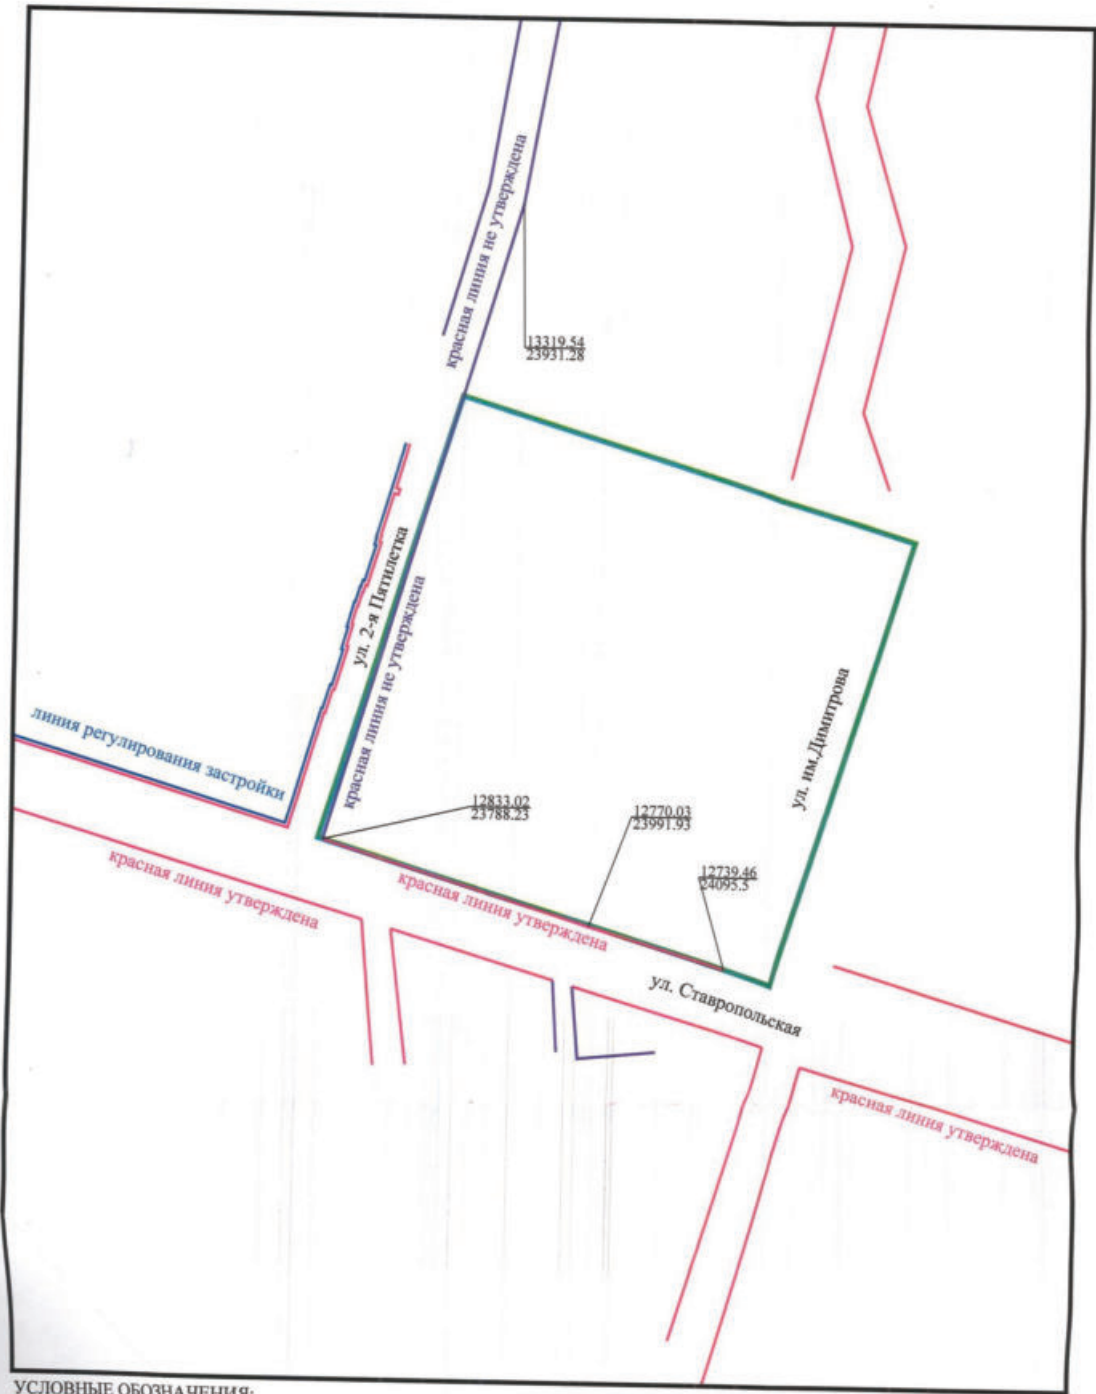 красная линия не утверждена
13319.54
23931.28
ул. 2-я Пятилетка
красная линия не утверждена
ул. им.Димитрова
линия регулирования застройки
12833.02
23788.23
12770.03
23991.93
12739.46
24095.5
красная линия утверждена
красная линия утверждена
ул. Ставропольская
красная линия утверждена
УСЛОВНЫЕ ОБОЗНАЧЕНИЯ: